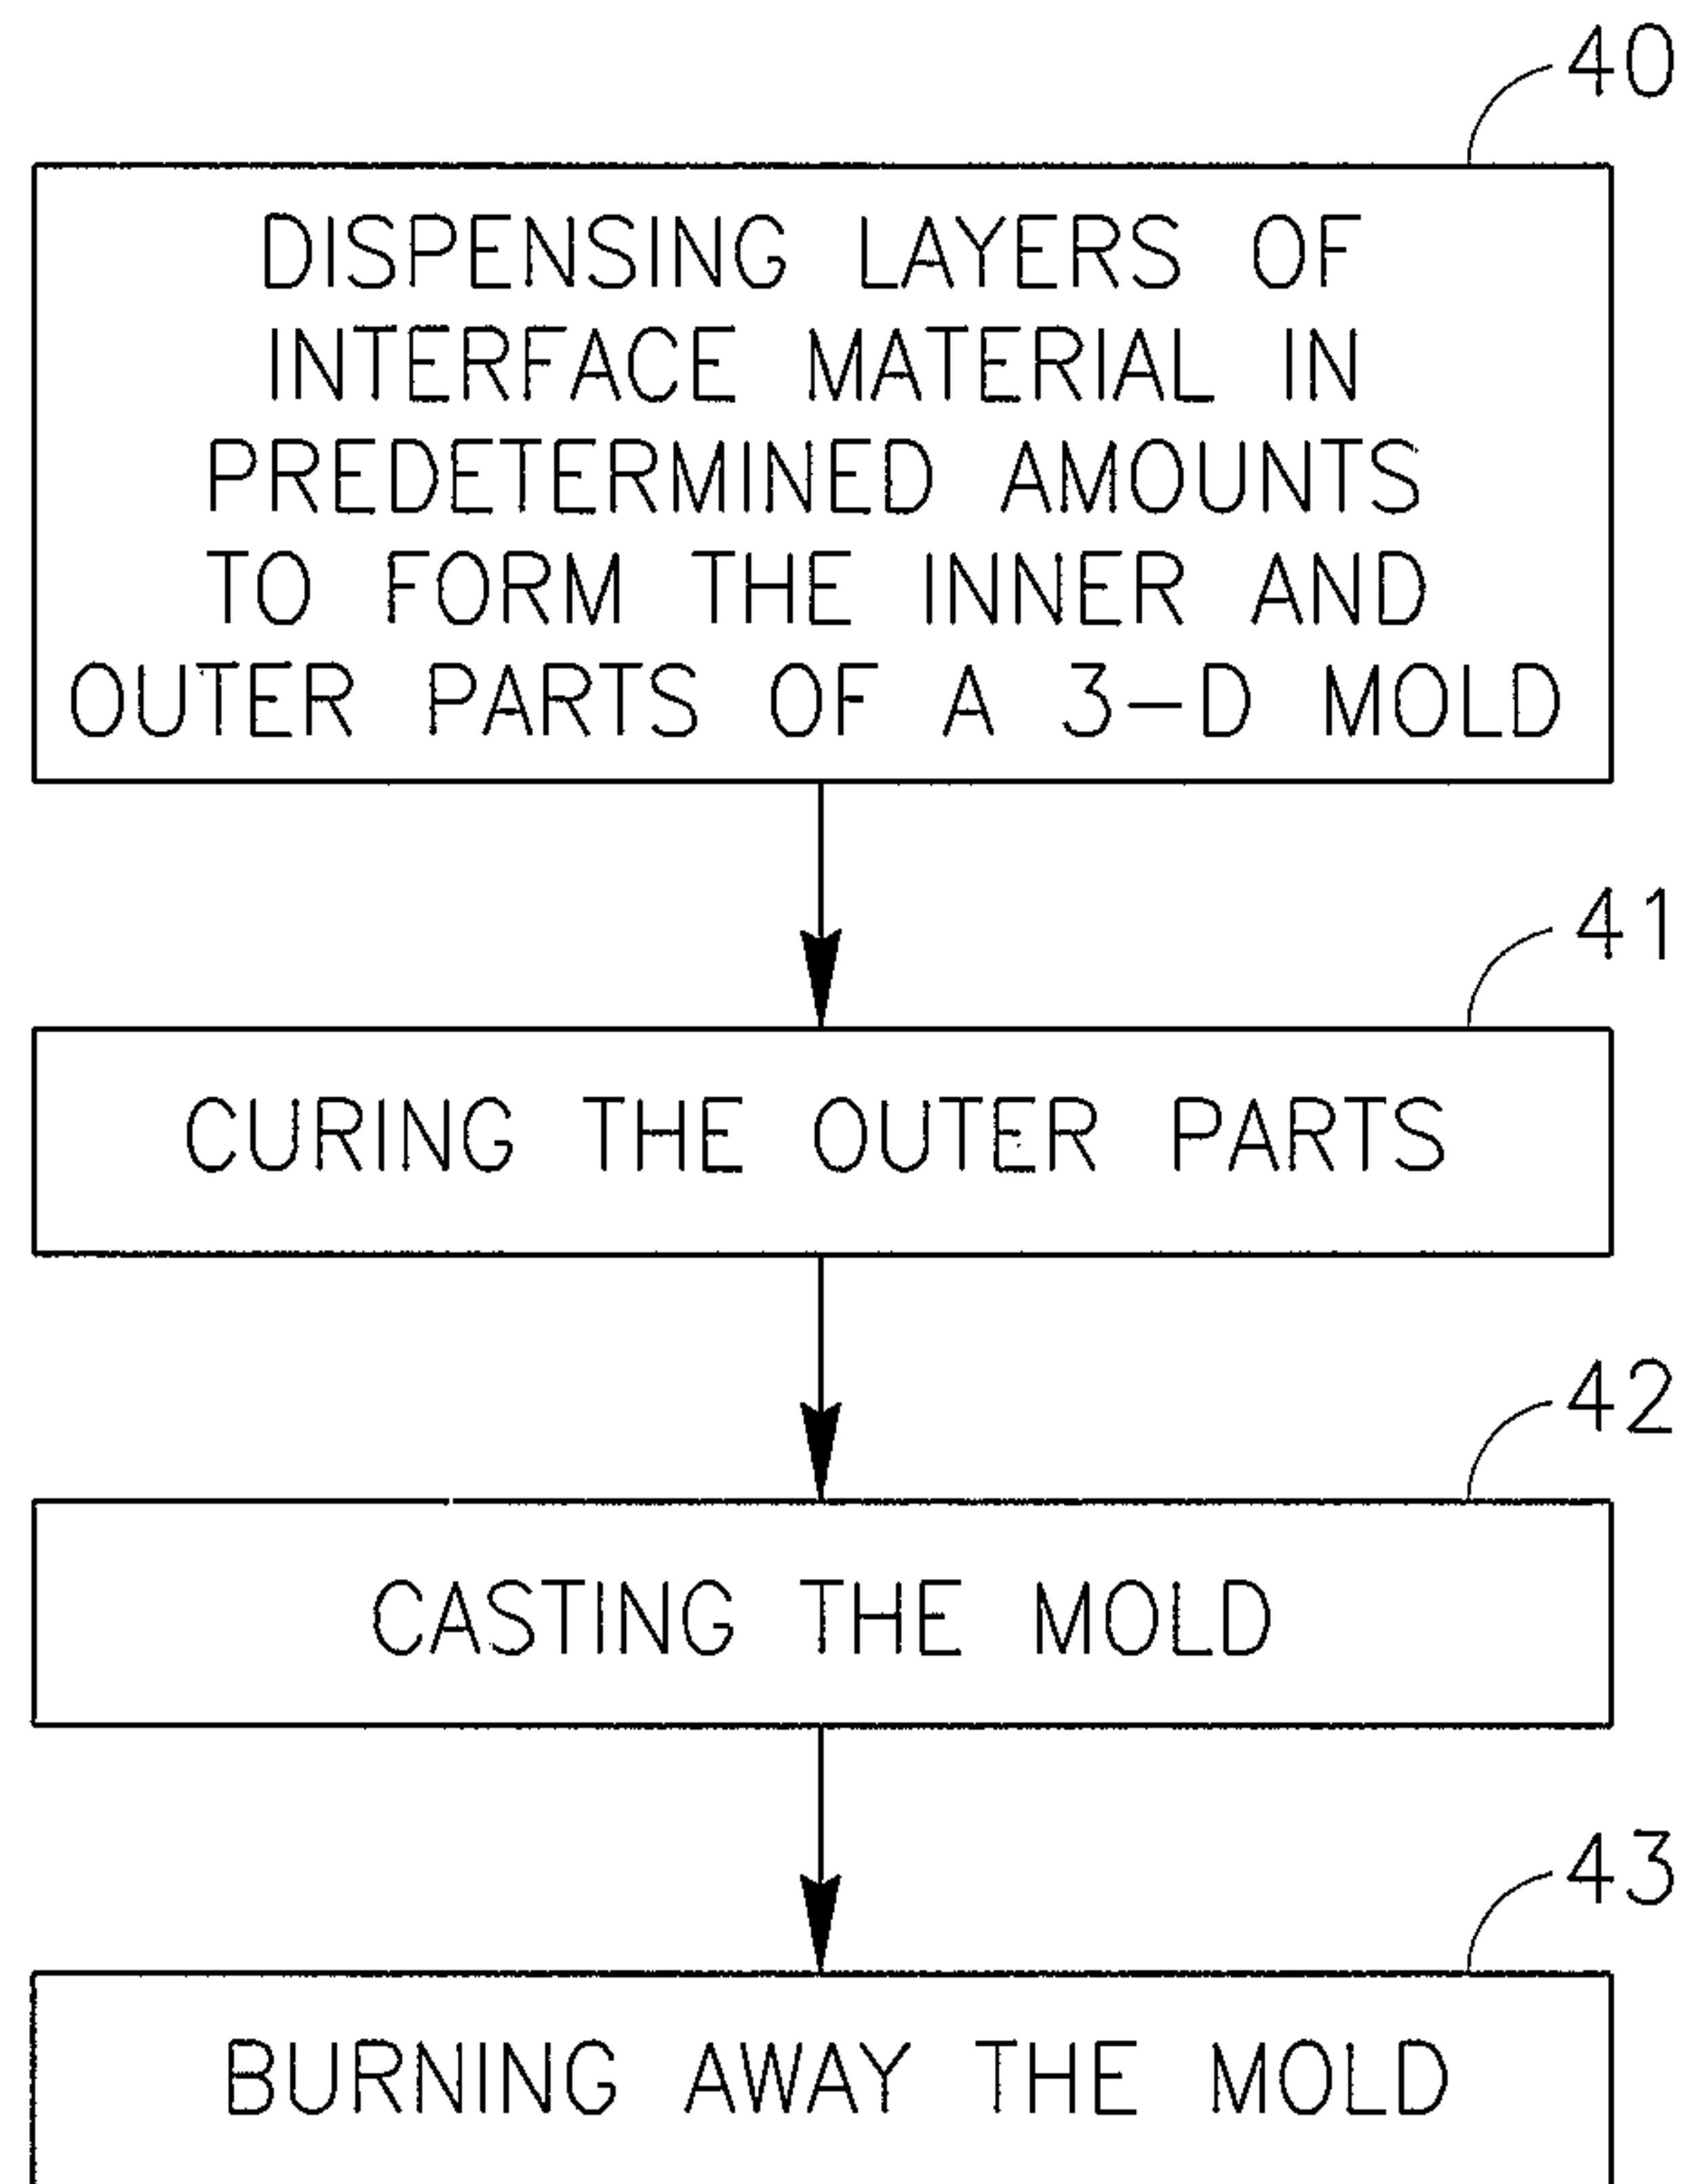 40
DISPENSING LAYERS OF
INTERFACE MATERIAL IN
PREDETERMINED AMOUNTS
TO FORM THE INNER AND
OUTER PARTS OF A 3-D MOLD
41
CURING THE OUTER PARTS
42
CASTING THE MOLD
43
BURNING AWAY THE MOLD